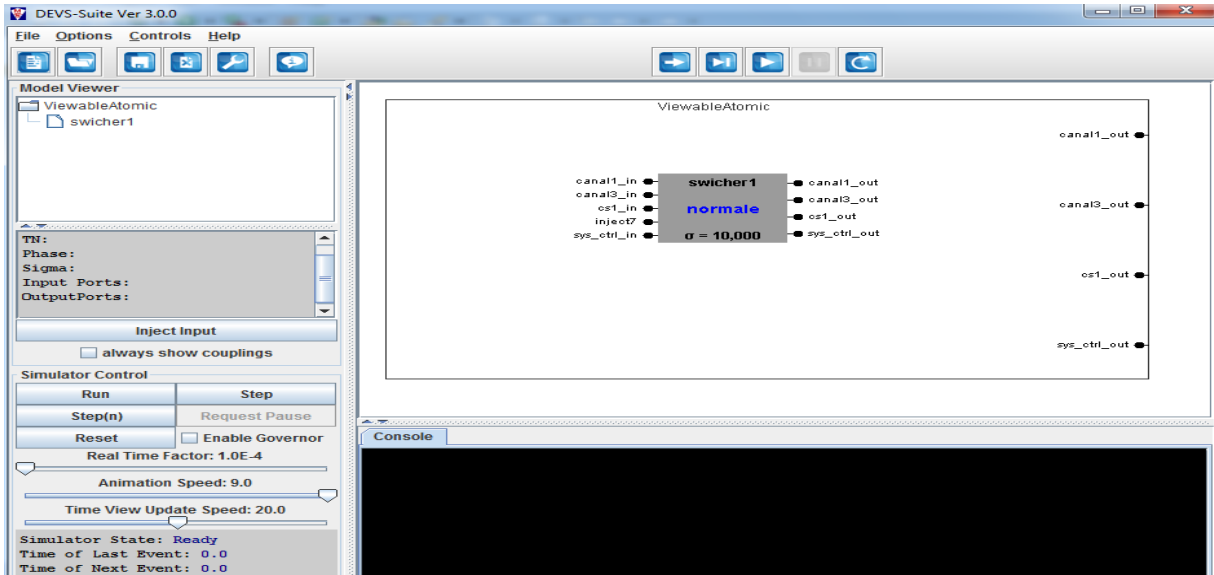 DEVS-Suite Ver 3.0.0
File Options Controls Help
Model Viewer
ViewableAtomic
swicher1
TN:
Phase:
Sigma:
Input Ports:
OutputPorts:
Inject Input
always show couplings
Simulator Control
Run Step
Step(n) Request Pause
Reset Enable Governor
Real Time Factor: 1.0E-4
Animation Speed: 9.0
Time View Update Speed: 20.0
Simulator State: Ready
Time of Last Event: 0.0
Time of Next Event: 0.0
ViewableAtomic
canal1_in
canal3_in
cs1_in
inject7
sys_ctrl_in
swicher1
normale
σ = 10,000
canal1_out
canal3_out
cs1_out
sys_ctrl_out
canal1_out
canal3_out
cs1_out
sys_ctrl_out
Console